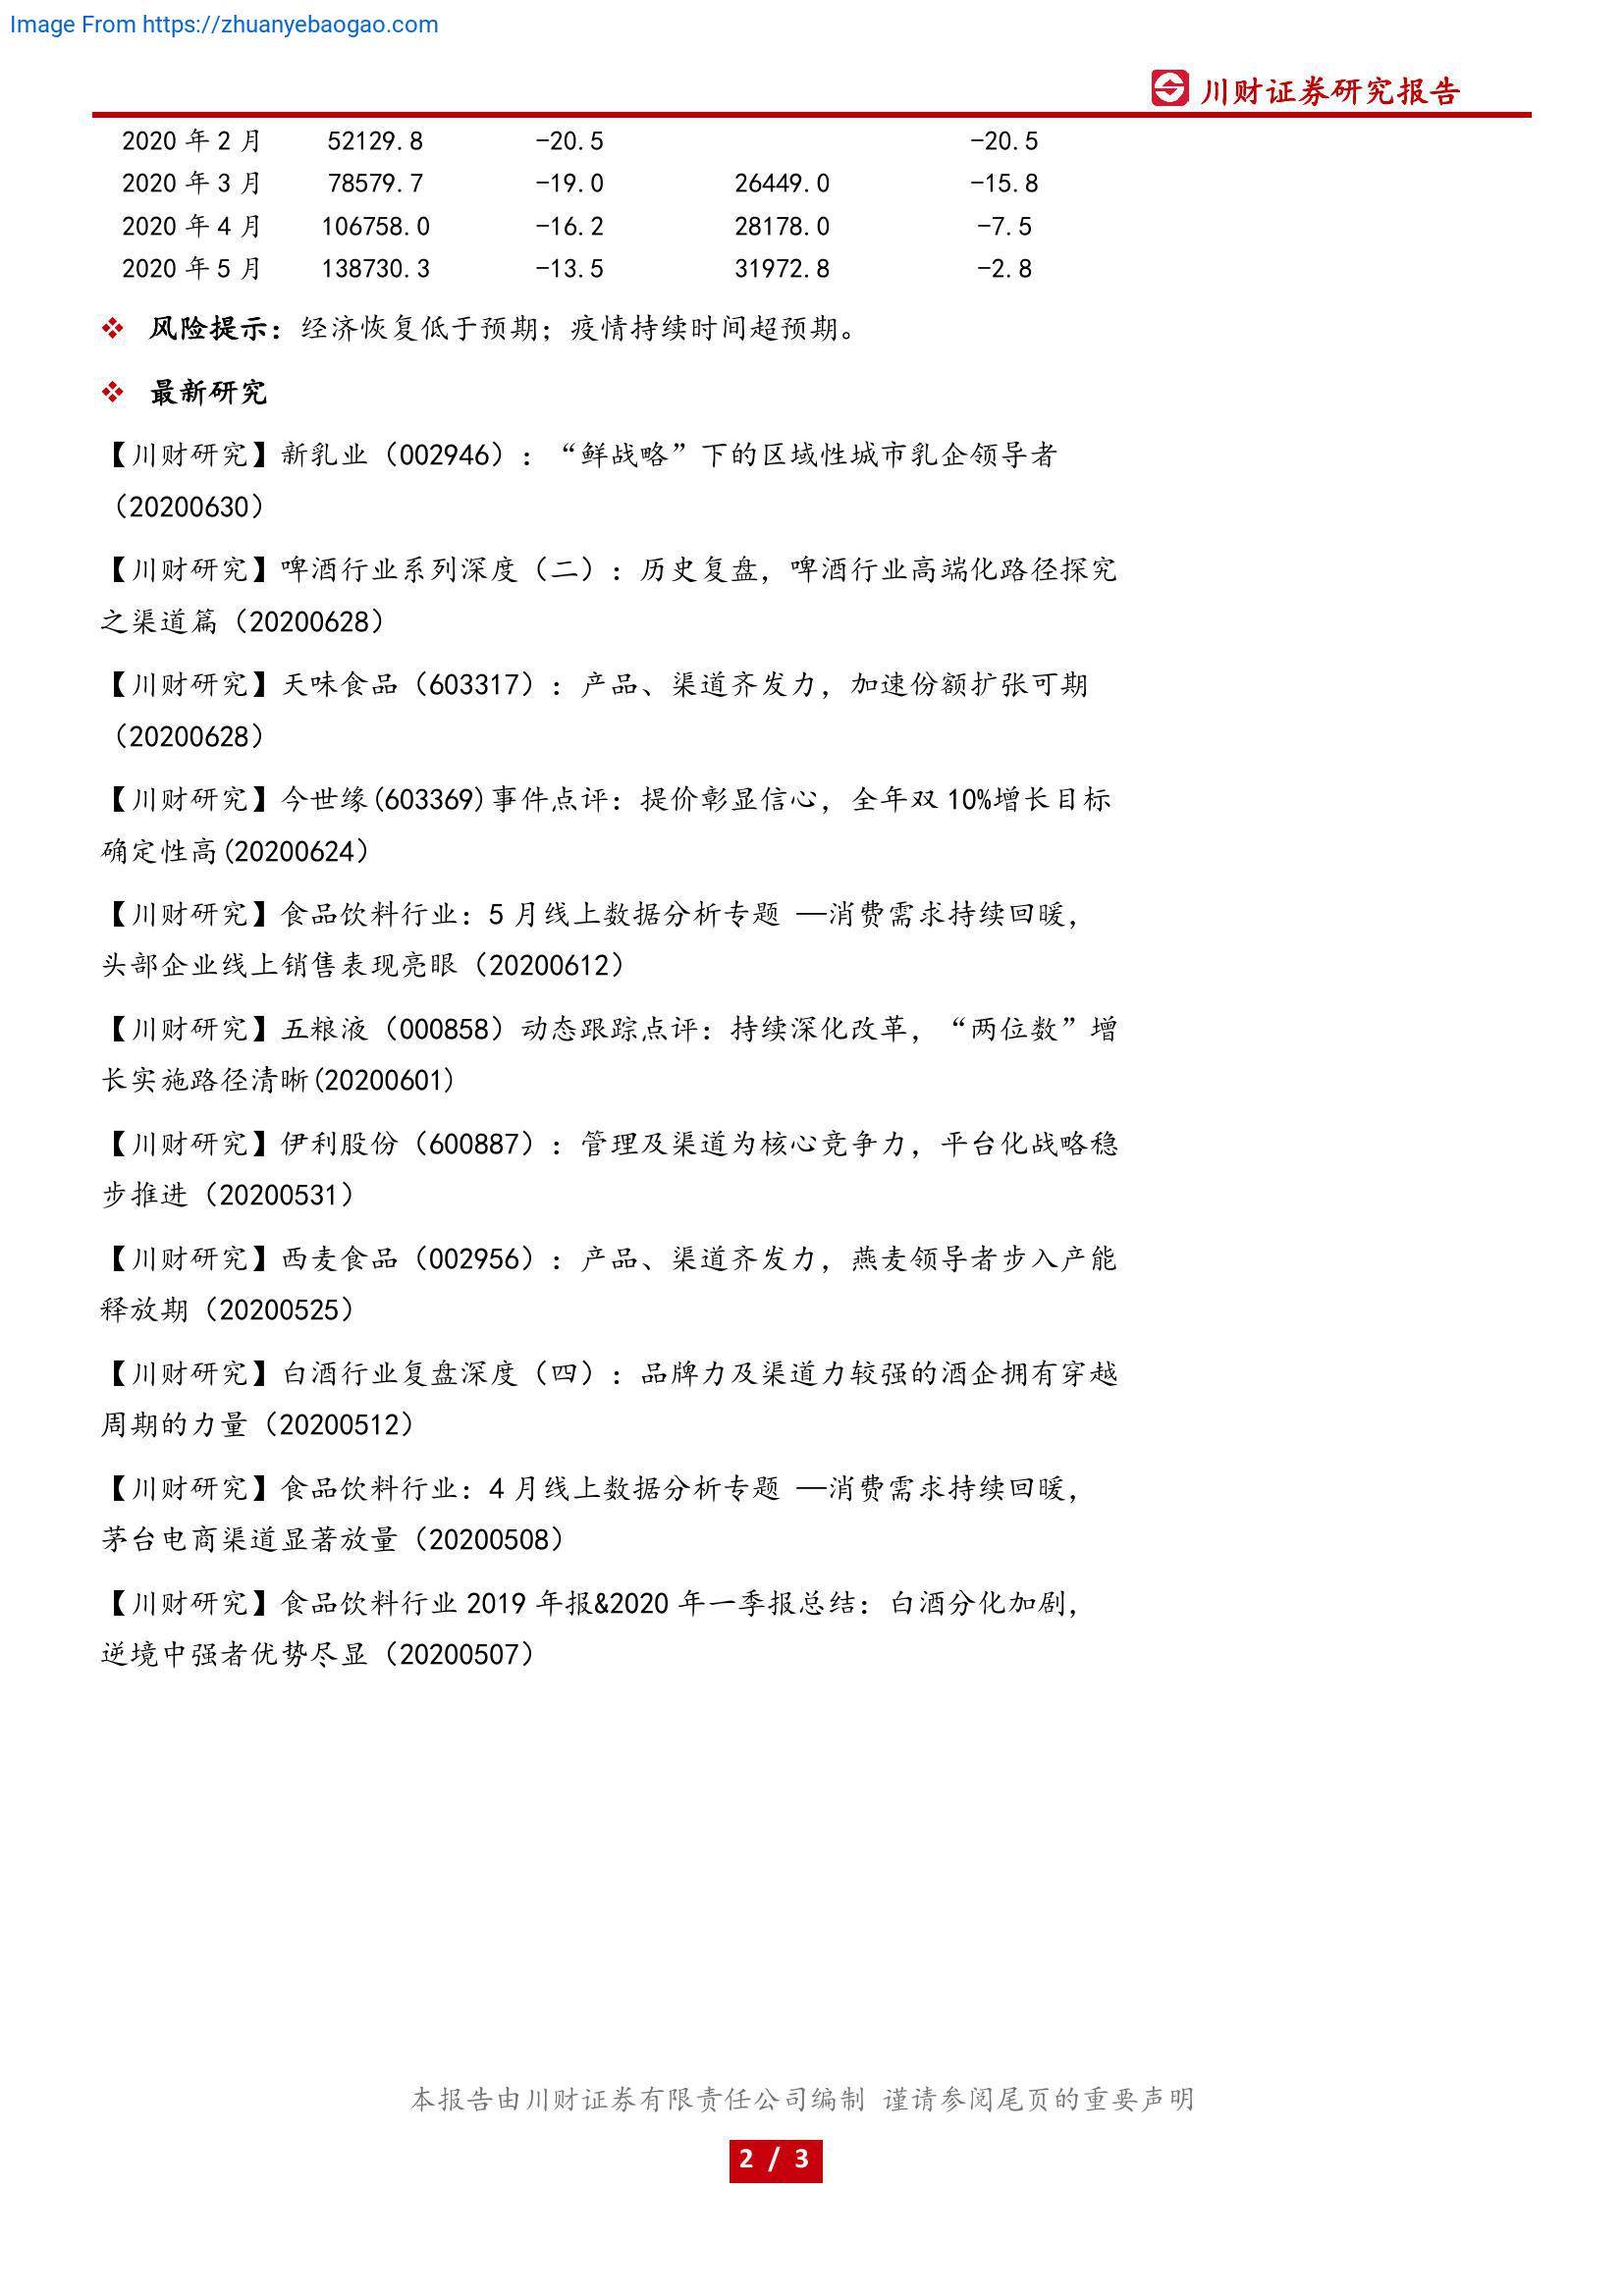 Image From https://zhuanyebaogao.com
川财证券研究报告
2020 年 2 月 52129.8 -20.5 -20.5
2020 年 3 月 78579.7 -19.0 26449.0 -15.8
2020 年 4 月 106758.0 -16.2 28178.0 -7.5
2020 年 5 月 138730.3 -13.5 31972.8 -2.8
❖ 风险提示：经济恢复低于预期；疫情持续时间超预期。
❖ 最新研究
【川财研究】新乳业（002946）：“鲜战略”下的区域性城市乳企领导者
（20200630）
【川财研究】啤酒行业系列深度（二）：历史复盘，啤酒行业高端化路径探究
之渠道篇（20200628）
【川财研究】天味食品（603317）：产品、渠道齐发力，加速份额扩张可期
（20200628）
【川财研究】今世缘(603369)事件点评：提价彰显信心，全年双 10%增长目标
确定性高(20200624）
【川财研究】食品饮料行业：5 月线上数据分析专题 —消费需求持续回暖，
头部企业线上销售表现亮眼（20200612）
【川财研究】五粮液（000858）动态跟踪点评：持续深化改革，“两位数”增
长实施路径清晰(20200601)
【川财研究】伊利股份（600887）：管理及渠道为核心竞争力，平台化战略稳
步推进（20200531）
【川财研究】西麦食品（002956）：产品、渠道齐发力，燕麦领导者步入产能
释放期（20200525）
【川财研究】白酒行业复盘深度（四）：品牌力及渠道力较强的酒企拥有穿越
周期的力量（20200512）
【川财研究】食品饮料行业：4 月线上数据分析专题 —消费需求持续回暖，
茅台电商渠道显著放量（20200508）
【川财研究】食品饮料行业 2019 年报&2020 年一季报总结：白酒分化加剧，
逆境中强者优势尽显（20200507）
本报告由川财证券有限责任公司编制 谨请参阅尾页的重要声明
2 / 3